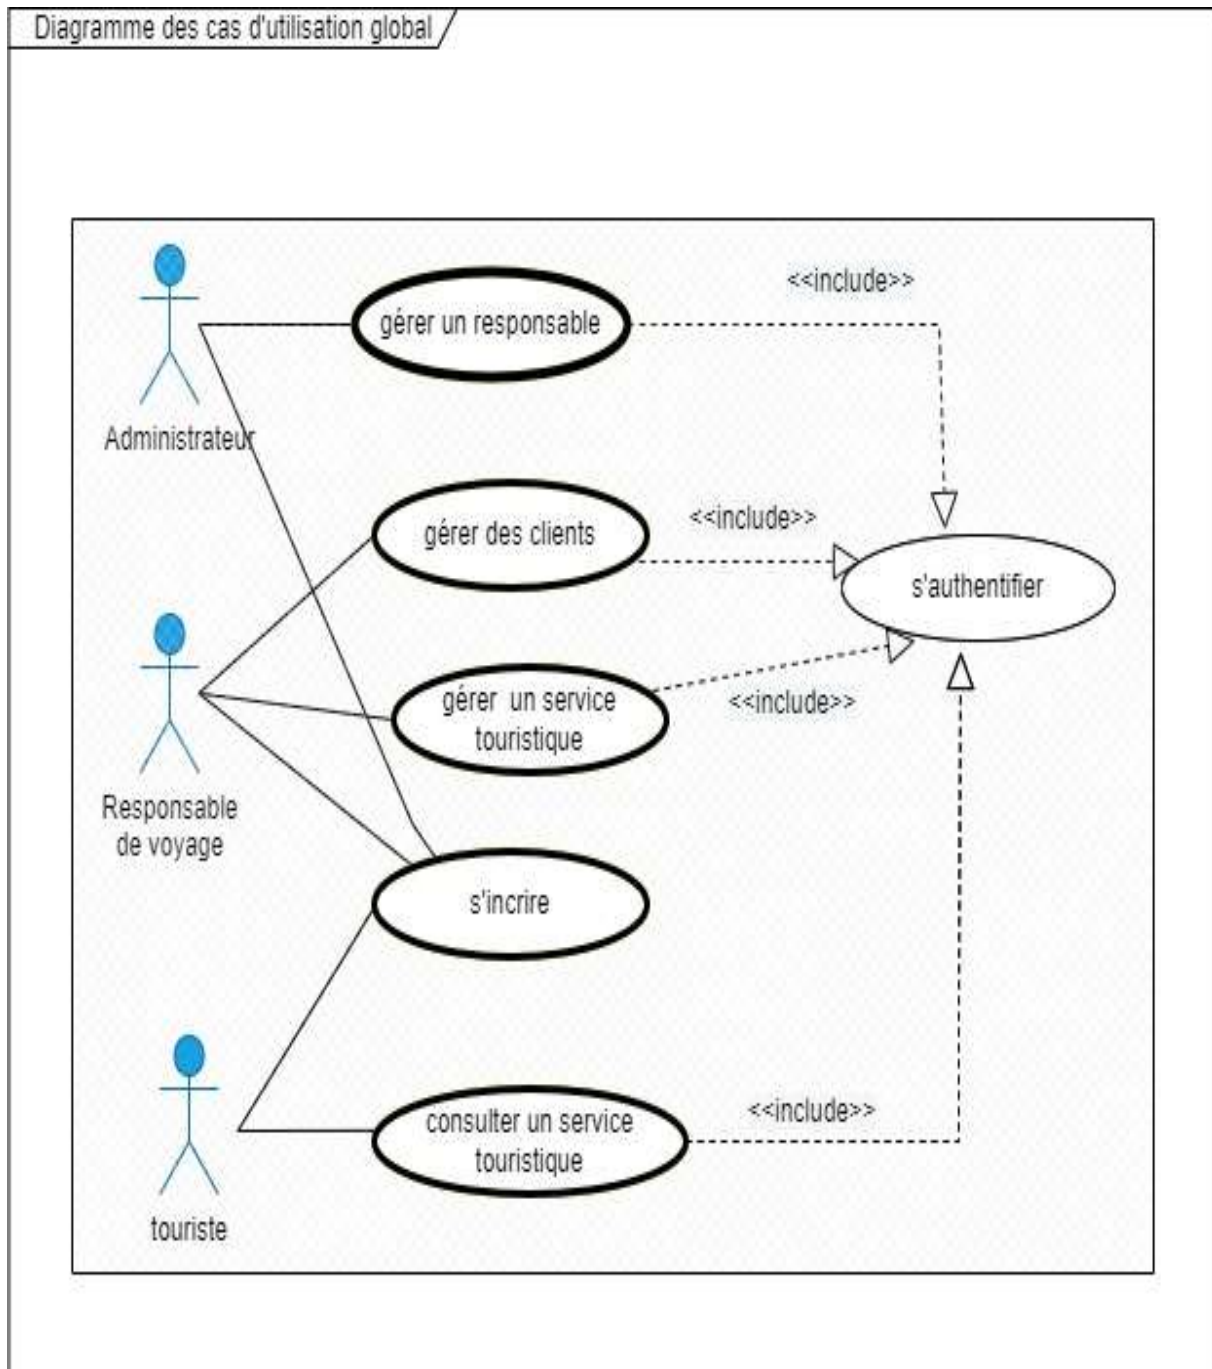 Diagramme des cas d'utilisation global
<<include>>
gérer un responsable
Administrateur
<<include>>
gérer des clients
s'authentifier
gérer un service
touristique
<<include>>
Responsable
de voyage
s'incrire
<<include>>
consulter un service
touristique
touriste